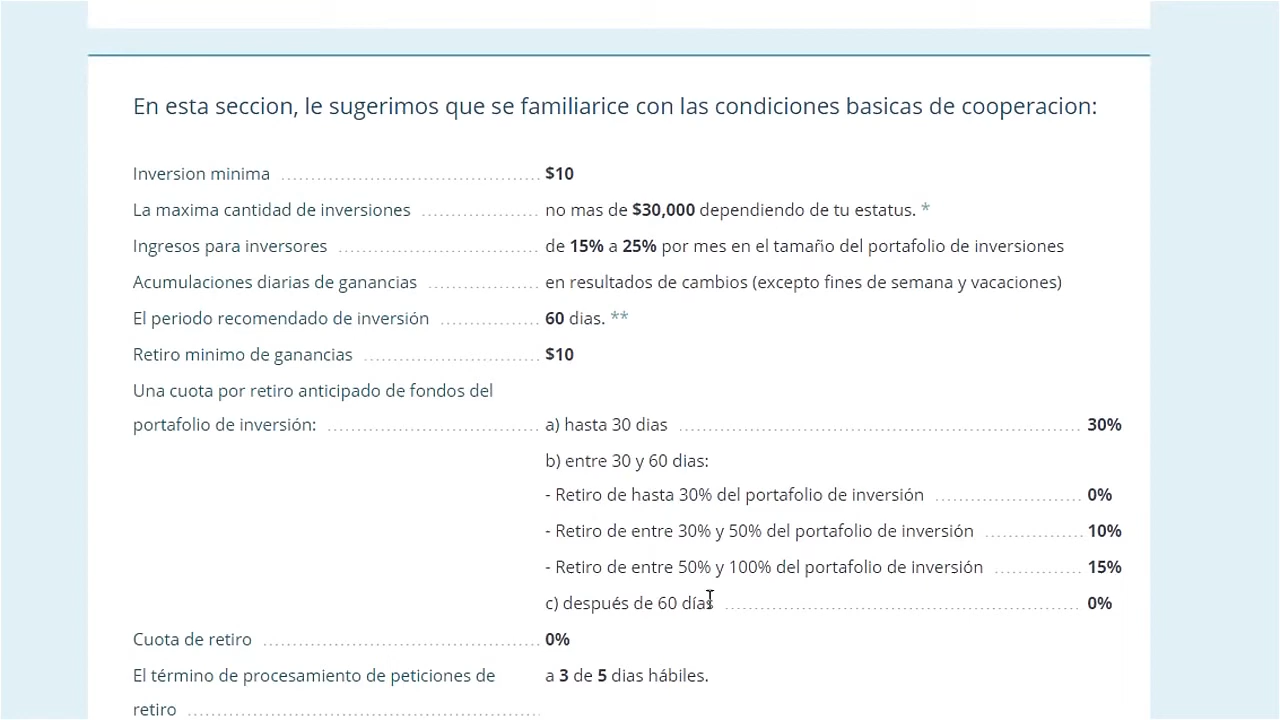 En esta seccion, le sugerimos que se familiarice con las condiciones basicas de cooperacion:
Inversion minima $10
La maxima cantidad de inversiones no mas de $30,000 dependiendo de tu estatus. *
Ingresos para inversores de 15% a 25% por mes en el tamaño del portafolio de inversiones
Acumulaciones diarias de ganancias en resultados de cambios (excepto fines de semana y vacaciones)
El periodo recomendado de inversión 60 dias. **
Retiro minimo de ganancias $10
Una cuota por retiro anticipado de fondos del
portafolio de inversión: a) hasta 30 dias 30%
b) entre 30 y 60 dias:
- Retiro de hasta 30% del portafolio de inversión 0%
- Retiro de entre 30% y 50% del portafolio de inversión 10%
- Retiro de entre 50% y 100% del portafolio de inversión 15%
c) después de 60 días 0%
Cuota de retiro 0%
El término de procesamiento de peticiones de a 3 de 5 dias hábiles.
retiro